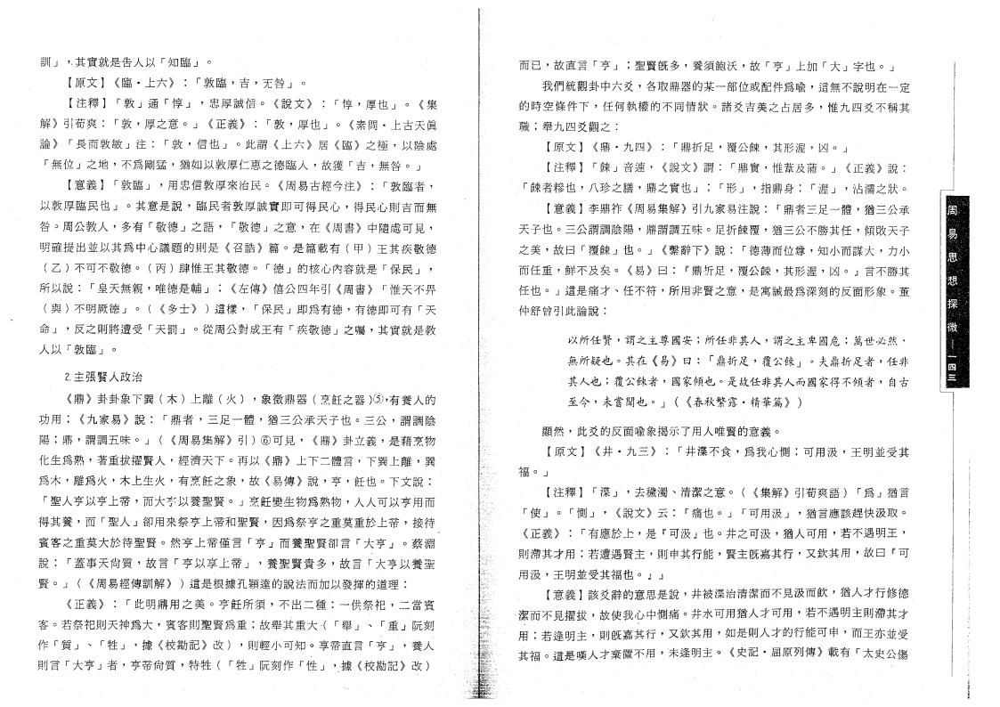 訓」，其實就是告人以「知臨」。
【原文】《臨‧上六》：「敦臨，吉，无咎」。
【注釋】「敦」通「惇」，忠厚誠信。《說文》：「惇，厚也」。《集
解》引荀爽：「敦，厚之意。」《正義》：「敦，厚也」。《素問‧上古天眞
論》「長而敦敏」注：「敦，信也」。此謂《上六》居《臨》之極，以陰處
「無位」之地，不爲剛猛，猶如以敦厚仁惠之德臨人，故獲「吉，無咎。」
【意義】「敦臨」，用忠信敦厚來治民。《周易古經今注》：「敦臨者，
以敦厚臨民也」。其意是說，臨民者敦厚誠實即可得民心，得民心則吉而無
咎。周公教人，多有「敬德」之語，「敬德」之意，在《周書》中隨處可見，
明確提出並以其爲中心議題的則是《召誥》篇。是篇載有（甲）王其疾敬德
（乙）不可不敬德。（丙）肆惟王其敬德。「德」的核心內容就是「保民」，
所以說：「皇天無親，唯德是輔」；《左傳》僖公四年引《周書》「惟天不畀
（與）不明厥德」。（《多士》）這樣，「保民」即爲有德，有德即可有「天
命」，反之則將遭受「天罰」。從周公對成王有「疾敬德」之囑，其實就是教
人以「敦臨」。
2.主張賢人政治
《鼎》卦卦象下巽（木）上離（火），象徵鼎器（烹飪之器）⑤，有養人的
功用；《九家易》說：「鼎者，三足一體，猶三公承天子也。三公，謂調陰
陽；鼎，謂調五味。」（《周易集解》引）⑥可見，《鼎》卦立義，是藉烹物
化生爲熟，著重拔擢賢人，經濟天下。再以《鼎》上下二體言，下巽上離，巽
爲木，離爲火，木上生火，有烹飪之象，故《易傳》說，亨，飪也。下文說：
「聖人亨以亨上帝，而大亨以養聖賢。」烹飪變生物爲熟物，人人可以亨用而
得其養，而「聖人」卻用來祭亨上帝和聖賢，因爲祭亨之重莫重於上帝，接待
賓客之重莫大於待聖賢。然亨上帝僅言「亨」而養聖賢卻言「大亨」。蔡淵
說：「蓋事天尙質，故言「亨以享上帝」，養聖賢貴多，故言「大亨以養聖
賢。」（《周易經傳訓解》）這是根據孔穎達的說法而加以發揮的道理：
《正義》：「此明鼎用之美。亨飪所須，不出二種：一供祭祀，二當賓
客。若祭祀則天神爲大，賓客則聖賢爲重；故舉其重大（「舉」、「重」阮刻
作「質」、「牲」，據《校勘記》改），則輕小可知。享帝直言「亨」，養人
則言「大亨」者，亨帝尙質，特牲（「牲」阮刻作「性」，據《校勘記》改）
而已，故直言「亨」；聖賢旣多，養須飽沃，故「亨」上加「大」字也。」
我們統觀卦中六爻，各取鼎器的某一部位或配件爲喻，這無不說明在一定
的時空條件下，任何執權的不同情狀。諸爻吉美之占居多，惟九四爻不稱其
職；舉九四爻觀之：
【原文】《鼎‧九四》：「鼎折足，覆公餗，其形渥，凶。」
【注釋】「餗」音速，《說文》謂：「鼎實，惟葦及蒲。」《正義》說：
「餗者糝也，八珍之膳，鼎之實也」；「形」，指鼎身；「渥」，沾濡之狀。
【意義】李鼎祚《周易集解》引九家易注說：「鼎者三足一體，猶三公承
天子也。三公謂調陰陽，鼎謂調五味。足折餗覆，猶三公不勝其任，傾敗天子
之美，故曰「覆餗」也。」《繫辭下》說：「德薄而位尊，知小而謀大，力小
而任重，鮮不及矣。《易》曰：『鼎折足，覆公餗，其形渥，凶。』言不勝其
任也。」這是痛才、任不符，所用非賢之意，是寓誡最爲深刻的反面形象。董
仲舒曾引此論說：
以所任賢，謂之主尊國安；所任非其人，謂之主卑國危；萬世必然，
無所疑也。其在《易》曰：「鼎折足，覆公餗」。夫鼎折足者，任非
其人也；覆公餗者，國家傾也。是故任非其人而國家得不傾者，自古
至今，未嘗聞也。」（《春秋繁露‧精華篇》）
顯然，此爻的反面喩象揭示了用人唯賢的意義。
【原文】《井‧九三》：「井渫不食，爲我心惻；可用汲，王明並受其
福。」
【注釋】「渫」，去穢濁、清潔之意。（《集解》引荀爽語）「爲」猶言
「使」。「惻」，《說文》云：「痛也。」「可用汲」，猶言應該趕快汲取。
《正義》：「有應於上，是『可汲』也。井之可汲，猶人可用，若不遇明王，
則滯其才用；若遭遇賢主，則申其行能，賢主旣嘉其行，又欽其用，故曰『可
用汲，王明並受其福也。』」
【意義】該爻辭的意思是說，井被渫治清潔而不見汲而飲，猶人才行修德
潔而不見擢拔，故使我心中惻痛。井水可用猶人才可用，若不遇明主則滯其才
用；若逢明主，則旣嘉其行，又欽其用，如是則人才的行能可申，而王亦並受
其福。這是嘆人才棄置不用，未逢明主。《史記‧屈原列傳》載有「太史公傷
周易思想探微
一四三